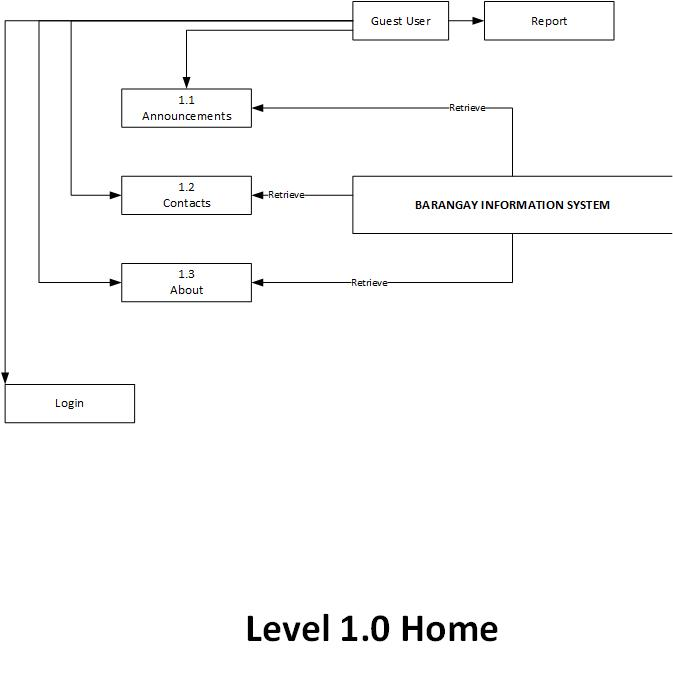 Guest User
Report
1.1
Announcements
Retrieve
1.2
Contacts
Retrieve
BARANGAY INFORMATION SYSTEM
1.3
About
Retrieve
Login
Level 1.0 Home